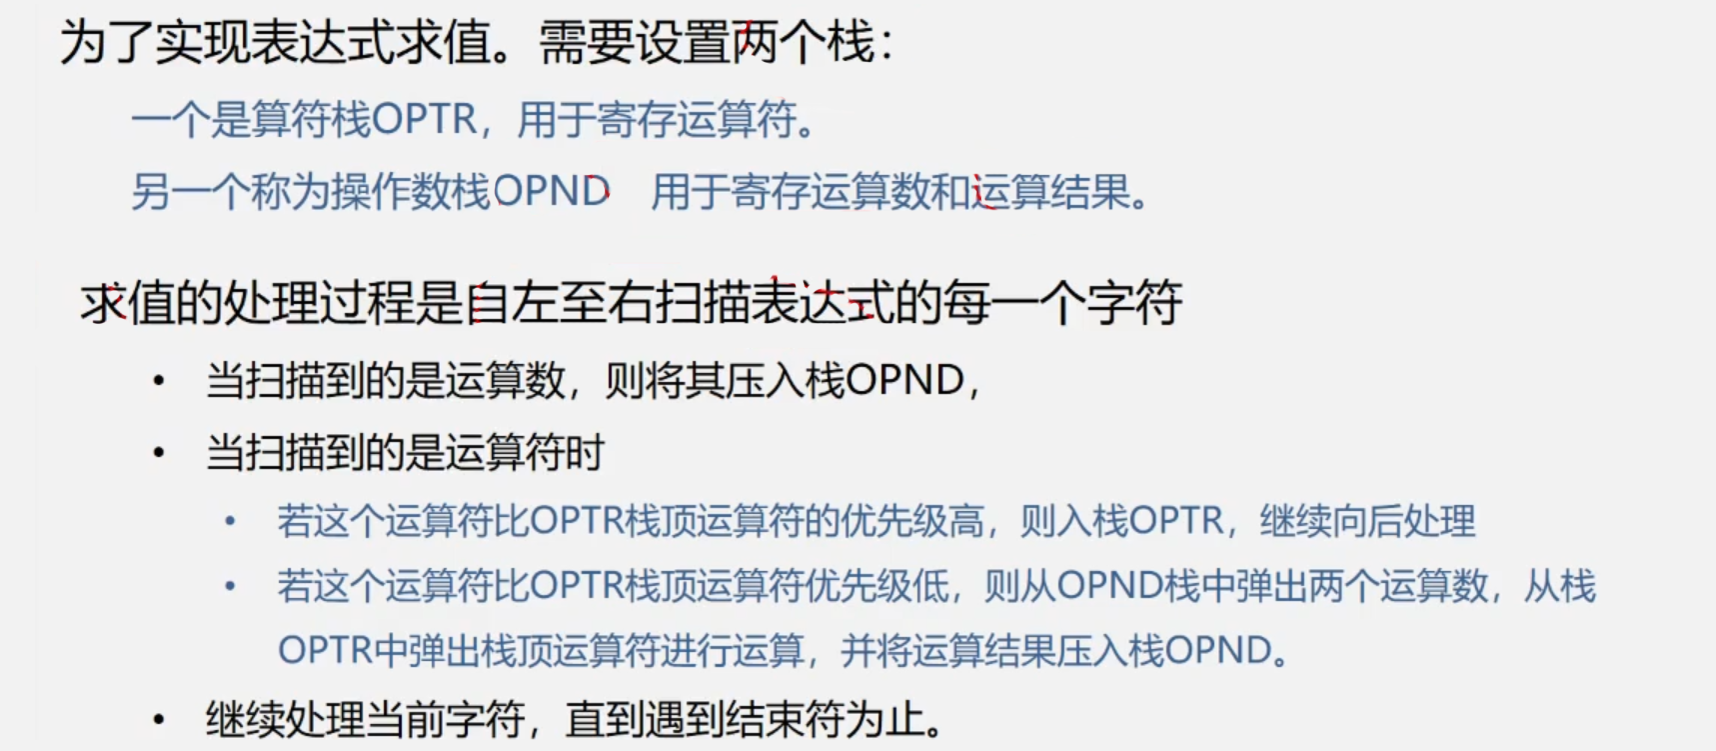 为了实现表达式求值。需要设置两个栈：
一个是算符栈OPTR，用于寄存运算符。
另一个称为操作数栈OPND 用于寄存运算数和运算结果。
求值的处理过程是自左至右扫描表达式的每一个字符
• 当扫描到的是运算数，则将其压入栈OPND，
• 当扫描到的是运算符时
• 若这个运算符比OPTR栈顶运算符的优先级高，则入栈OPTR，继续向后处理
• 若这个运算符比OPTR栈顶运算符优先级低，则从OPND栈中弹出两个运算数，从栈
OPTR中弹出栈顶运算符进行运算，并将运算结果压入栈OPND。
• 继续处理当前字符，直到遇到结束符为止。